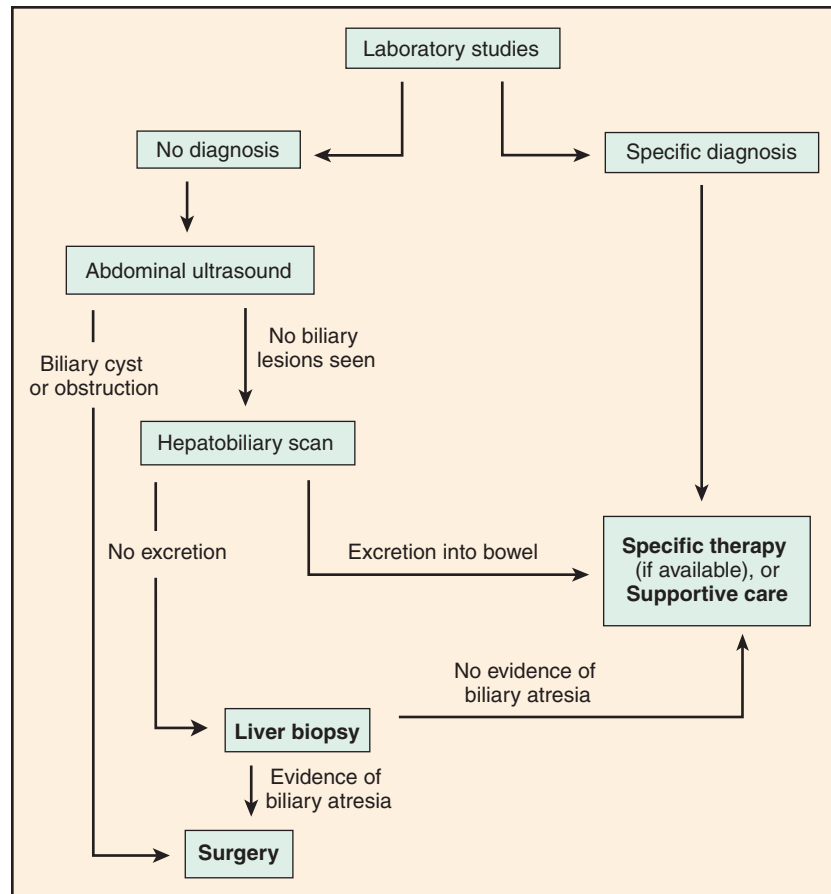 Laboratory studies
No diagnosis
Specific diagnosis
Abdominal ultrasound
No biliary
lesions seen
Biliary cyst
or obstruction
Hepatobiliary scan
No excretion
Excretion into bowel
Specific therapy
(if available), or
Supportive care
No evidence of
biliary atresia
Liver biopsy
Evidence of
biliary atresia
Surgery